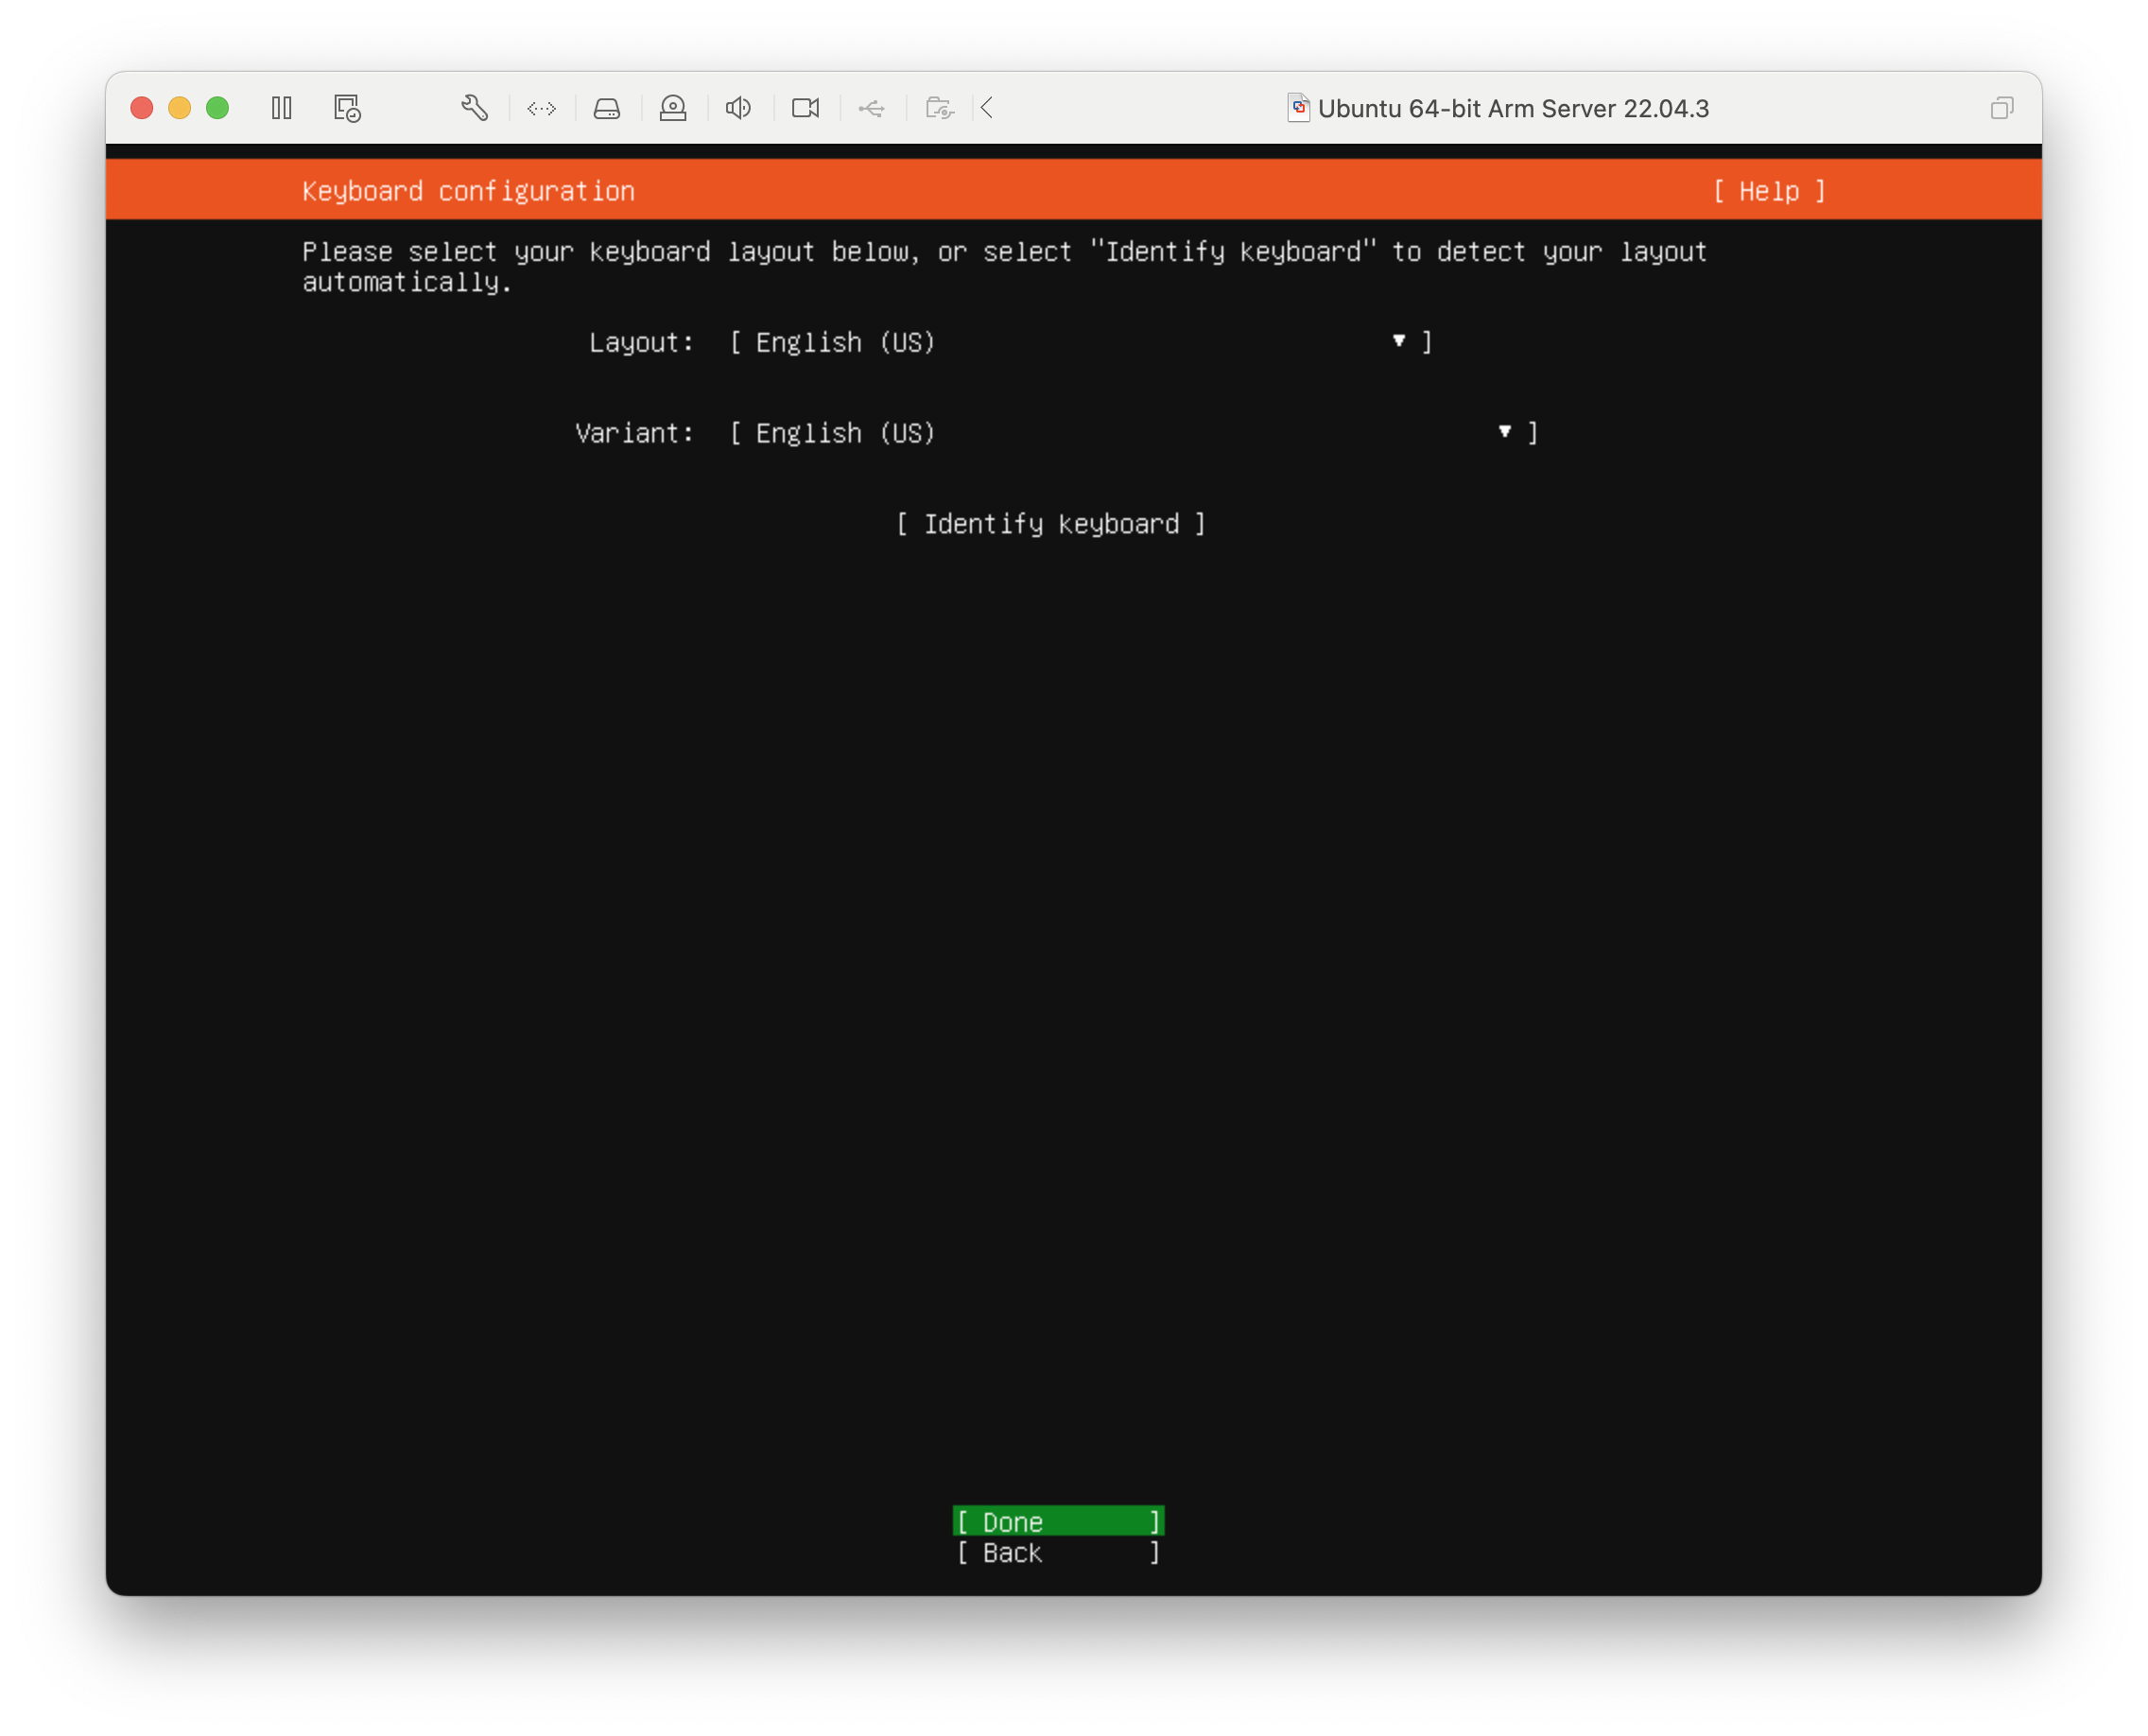 Ubuntu 64-bit Arm Server 22.04.3
Keyboard configuration [ Help ]
Please select your keyboard layout below, or select "Identify keyboard" to detect your layout
automatically.
Layout: [ English (US) ▾ ]
Variant: [ English (US) ▾ ]
[ Identify keyboard ]
[ Done ]
[ Back ]